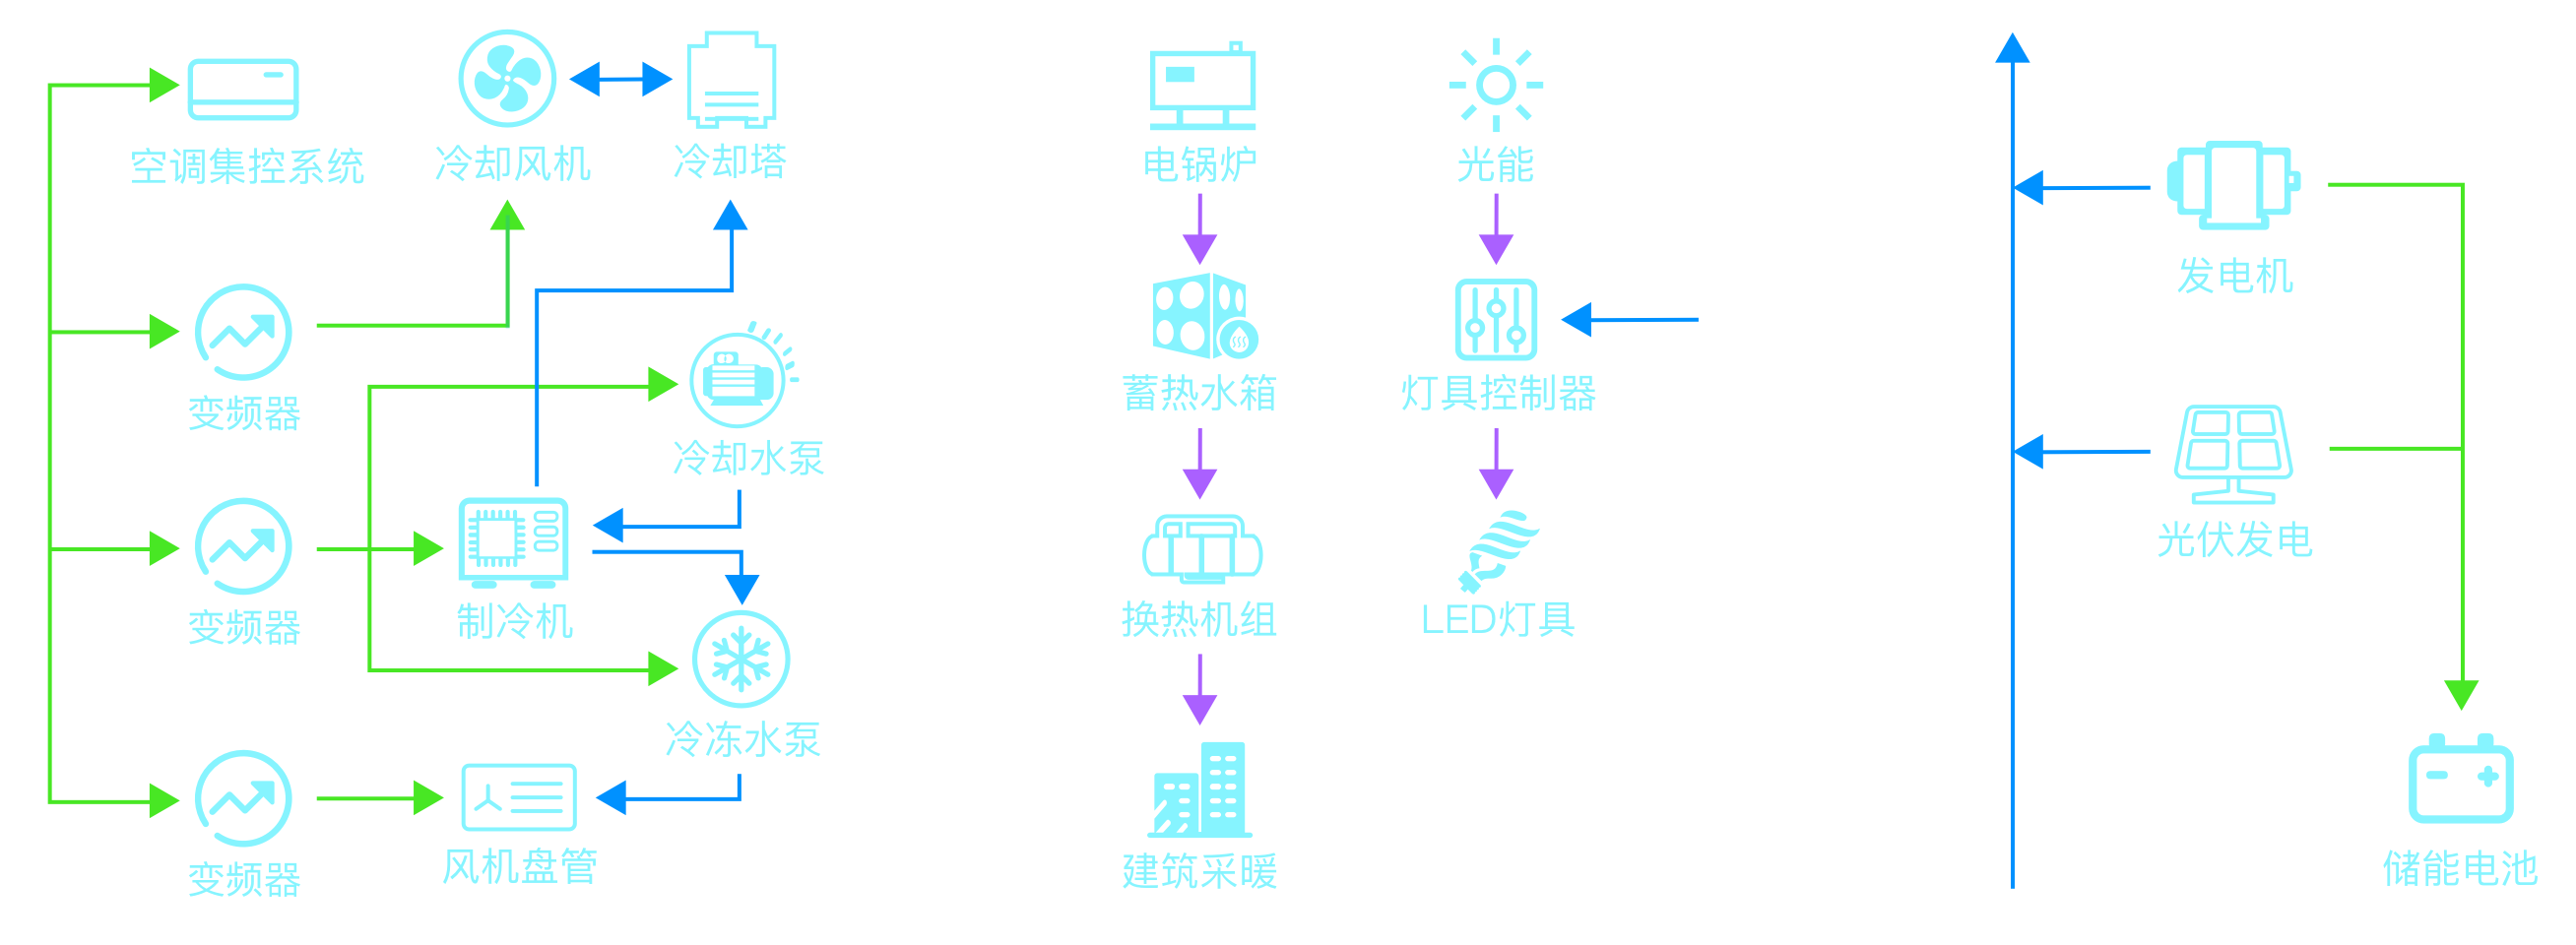 空调集控系统
冷却风机
冷却塔
电锅炉
光能
发电机
变频器
蓄热水箱
灯具控制器
冷却水泵
光伏发电
变频器
制冷机
换热机组
LED灯具
冷冻水泵
变频器
风机盘管
建筑采暖
储能电池